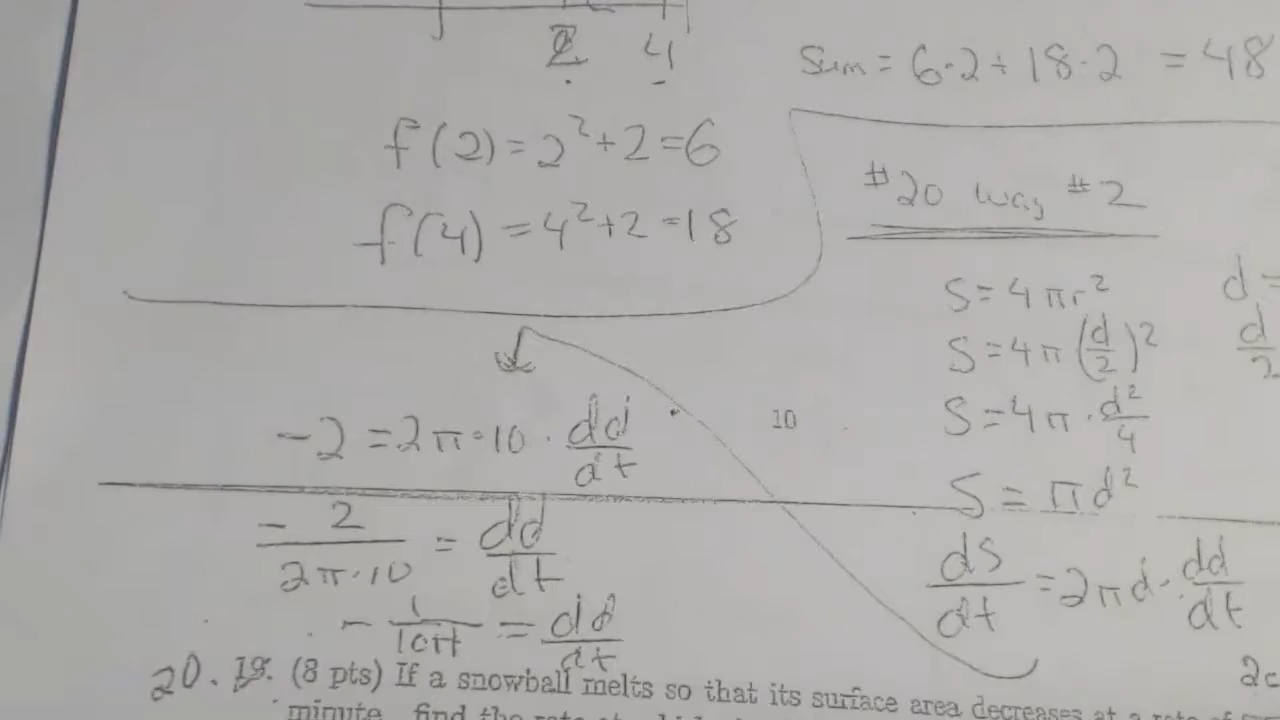 2 4
Sum = 6·2 + 18·2 = 48
f(2) = 2² + 2 = 6
f(4) = 4² + 2 = 18
#20 way #2
S = 4πr²
d =
S = 4π(d/2)²
d/2
S = 4π · d²/4
S = πd²
dS/dt = 2πd · dd/dt
10
-2 = 2π·10 · dd/dt
-2/2π·10 = dd/dt
-1/10π = dd/dt
20. 19. (8 pts) If a snowball melts so that its surface area decreases at a rate of
minute, find the rate at which